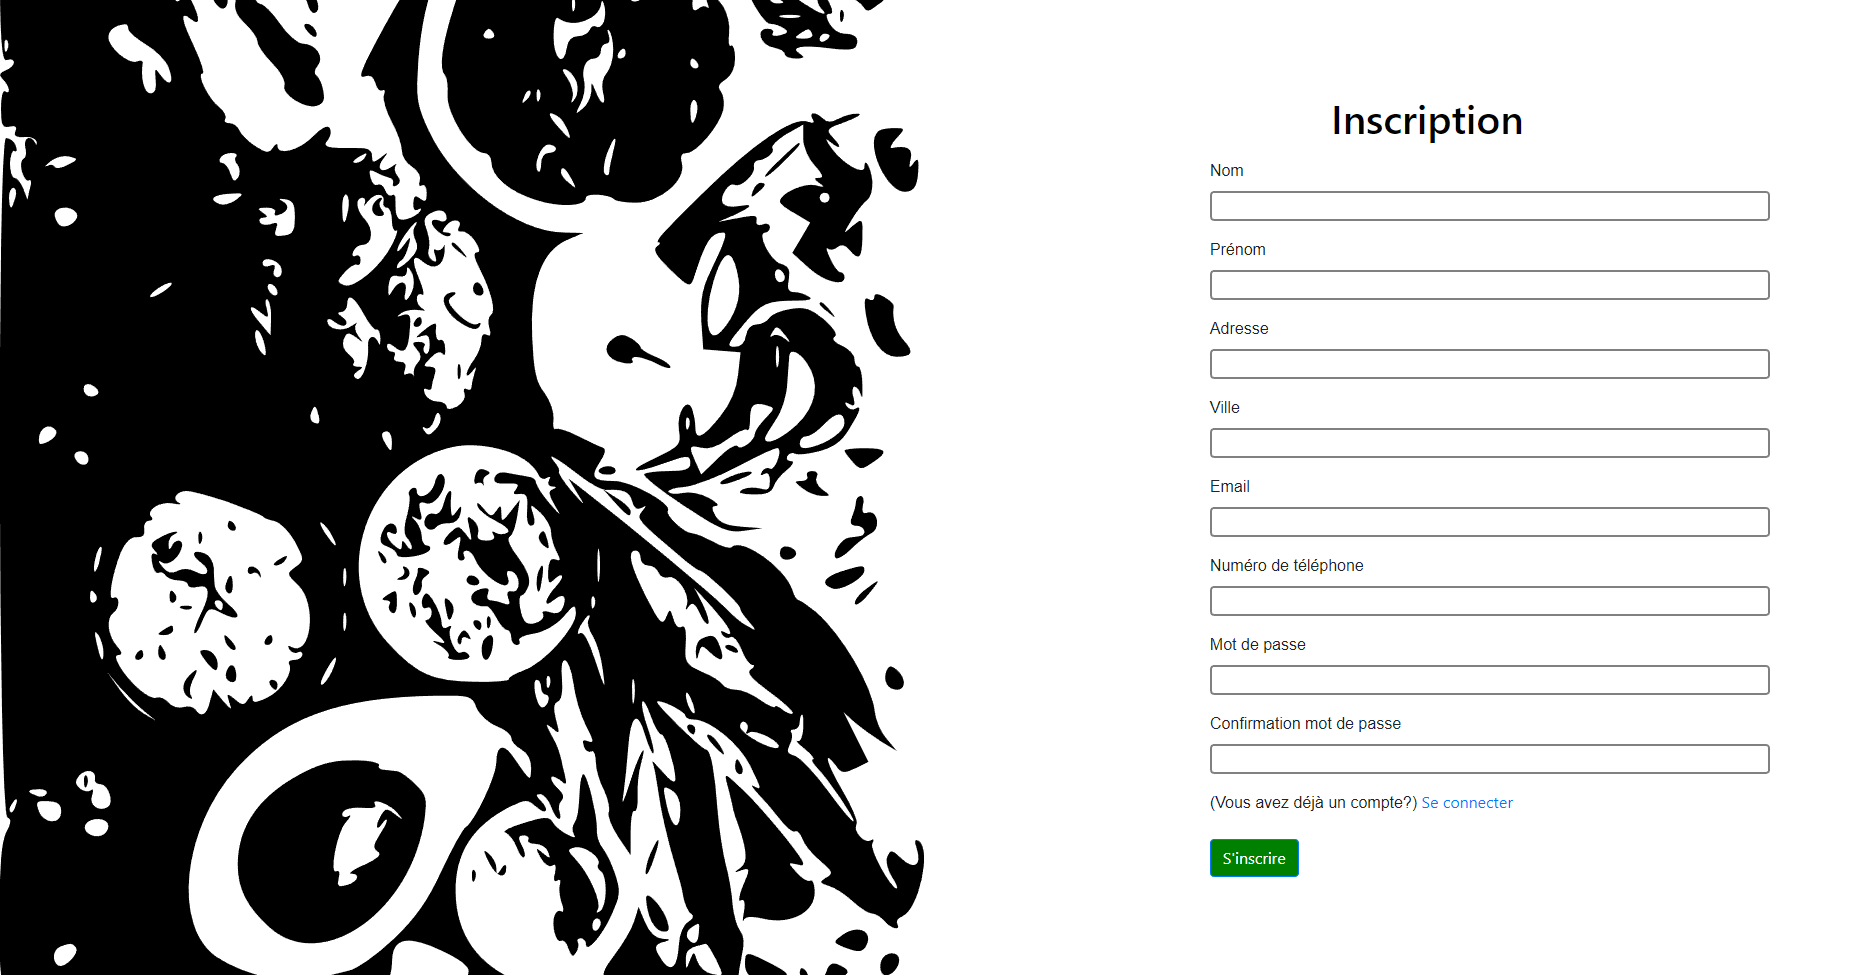 Inscription
Nom
Prénom
Adresse
Ville
Email
Numéro de téléphone
Mot de passe
Confirmation mot de passe
(Vous avez déjà un compte?) Se connecter
S'inscrire